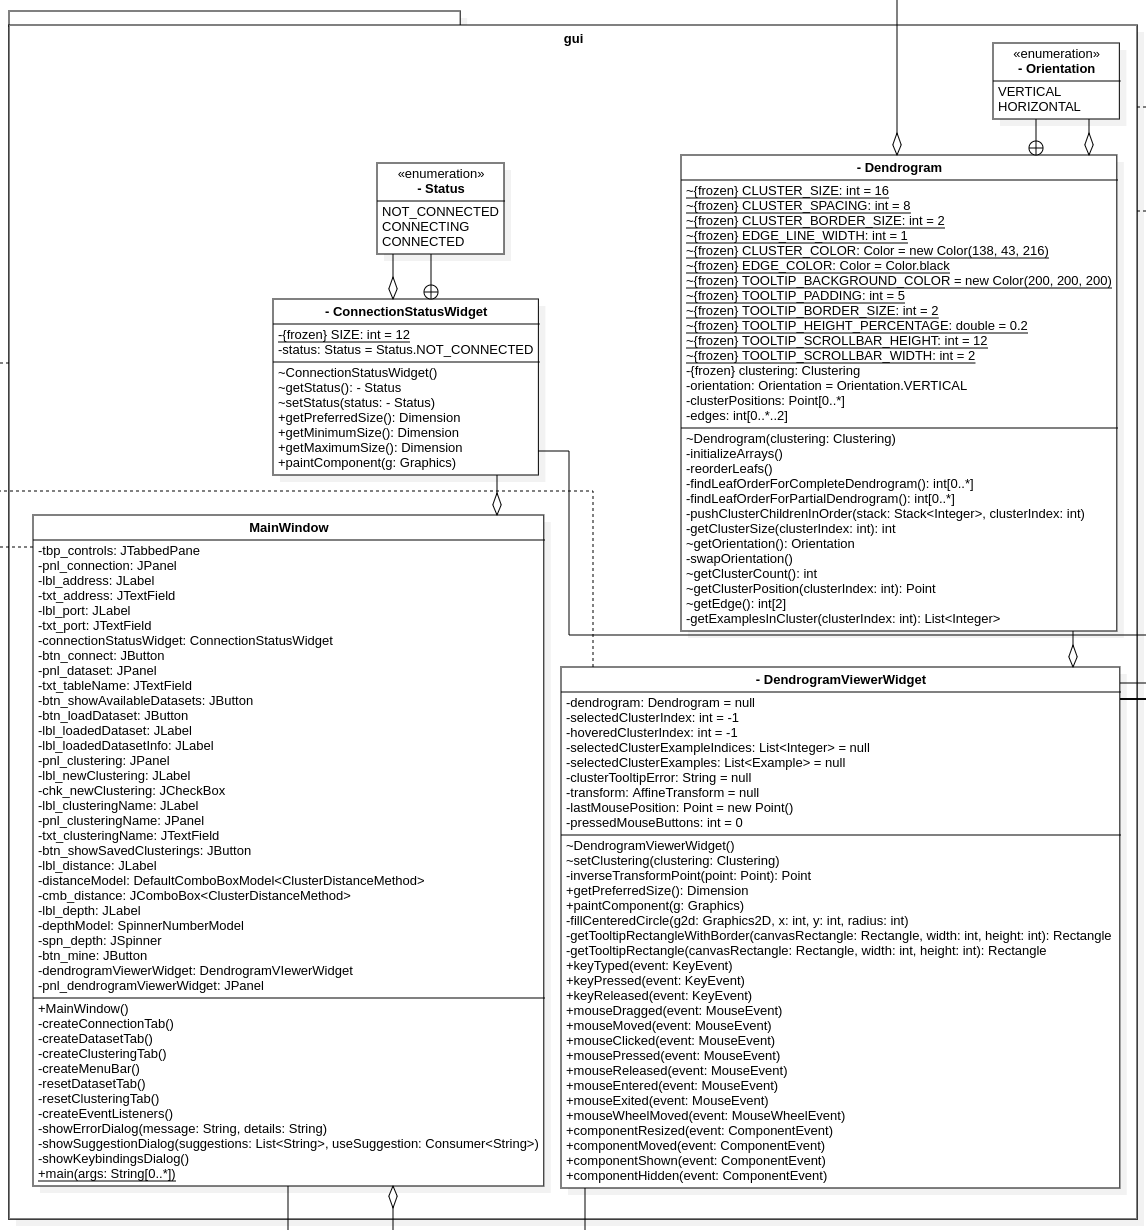 gui
«enumeration»
- Orientation
VERTICAL
HORIZONTAL
«enumeration»
- Status
NOT_CONNECTED
CONNECTING
CONNECTED
- Dendrogram
~{frozen} CLUSTER_SIZE: int = 16
~{frozen} CLUSTER_SPACING: int = 8
~{frozen} CLUSTER_BORDER_SIZE: int = 2
~{frozen} EDGE_LINE_WIDTH: int = 1
~{frozen} CLUSTER_COLOR: Color = new Color(138, 43, 216)
~{frozen} EDGE_COLOR: Color = Color.black
~{frozen} TOOLTIP_BACKGROUND_COLOR = new Color(200, 200, 200)
~{frozen} TOOLTIP_PADDING: int = 5
~{frozen} TOOLTIP_BORDER_SIZE: int = 2
~{frozen} TOOLTIP_HEIGHT_PERCENTAGE: double = 0.2
~{frozen} TOOLTIP_SCROLLBAR_HEIGHT: int = 12
~{frozen} TOOLTIP_SCROLLBAR_WIDTH: int = 2
-{frozen} clustering: Clustering
-orientation: Orientation = Orientation.VERTICAL
-clusterPositions: Point[0..*]
-edges: int[0..*..2]
~Dendrogram(clustering: Clustering)
-initializeArrays()
-reorderLeafs()
-findLeafOrderForCompleteDendrogram(): int[0..*]
-findLeafOrderForPartialDendrogram(): int[0..*]
-pushClusterChildrenInOrder(stack: Stack<Integer>, clusterIndex: int)
-getClusterSize(clusterIndex: int): int
~getOrientation(): Orientation
-swapOrientation()
~getClusterCount(): int
~getClusterPosition(clusterIndex: int): Point
~getEdge(): int[2]
-getExamplesInCluster(clusterIndex: int): List<Integer>
- ConnectionStatusWidget
-{frozen} SIZE: int = 12
-status: Status = Status.NOT_CONNECTED
~ConnectionStatusWidget()
~getStatus(): - Status
~setStatus(status: - Status)
+getPreferredSize(): Dimension
+getMinimumSize(): Dimension
+getMaximumSize(): Dimension
+paintComponent(g: Graphics)
MainWindow
-tbp_controls: JTabbedPane
-pnl_connection: JPanel
-lbl_address: JLabel
-txt_address: JTextField
-lbl_port: JLabel
-txt_port: JTextField
-connectionStatusWidget: ConnectionStatusWidget
-btn_connect: JButton
-pnl_dataset: JPanel
-txt_tableName: JTextField
-btn_showAvailableDatasets: JButton
-btn_loadDataset: JButton
-lbl_loadedDataset: JLabel
-lbl_loadedDatasetInfo: JLabel
-pnl_clustering: JPanel
-lbl_newClustering: JLabel
-chk_newClustering: JCheckBox
-lbl_clusteringName: JLabel
-pnl_clusteringName: JPanel
-txt_clusteringName: JTextField
-btn_showSavedClusterings: JButton
-lbl_distance: JLabel
-distanceModel: DefaultComboBoxModel<ClusterDistanceMethod>
-cmb_distance: JComboBox<ClusterDistanceMethod>
-lbl_depth: JLabel
-depthModel: SpinnerNumberModel
-spn_depth: JSpinner
-btn_mine: JButton
-dendrogramViewerWidget: DendrogramVIewerWidget
-pnl_dendrogramViewerWidget: JPanel
+MainWindow()
-createConnectionTab()
-createDatasetTab()
-createClusteringTab()
-createMenuBar()
-resetDatasetTab()
-resetClusteringTab()
-createEventListeners()
-showErrorDialog(message: String, details: String)
-showSuggestionDialog(suggestions: List<String>, useSuggestion: Consumer<String>)
-showKeybindingsDialog()
+main(args: String[0..*])
- DendrogramViewerWidget
-dendrogram: Dendrogram = null
-selectedClusterIndex: int = -1
-hoveredClusterIndex: int = -1
-selectedClusterExampleIndices: List<Integer> = null
-selectedClusterExamples: List<Example> = null
-clusterTooltipError: String = null
-transform: AffineTransform = null
-lastMousePosition: Point = new Point()
-pressedMouseButtons: int = 0
~DendrogramViewerWidget()
~setClustering(clustering: Clustering)
-inverseTransformPoint(point: Point): Point
+getPreferredSize(): Dimension
+paintComponent(g: Graphics)
-fillCenteredCircle(g2d: Graphics2D, x: int, y: int, radius: int)
-getTooltipRectangleWithBorder(canvasRectangle: Rectangle, width: int, height: int): Rectangle
-getTooltipRectangle(canvasRectangle: Rectangle, width: int, height: int): Rectangle
+keyTyped(event: KeyEvent)
+keyPressed(event: KeyEvent)
+keyReleased(event: KeyEvent)
+mouseDragged(event: MouseEvent)
+mouseMoved(event: MouseEvent)
+mouseClicked(event: MouseEvent)
+mousePressed(event: MouseEvent)
+mouseReleased(event: MouseEvent)
+mouseEntered(event: MouseEvent)
+mouseExited(event: MouseEvent)
+mouseWheelMoved(event: MouseWheelEvent)
+componentResized(event: ComponentEvent)
+componentMoved(event: ComponentEvent)
+componentShown(event: ComponentEvent)
+componentHidden(event: ComponentEvent)